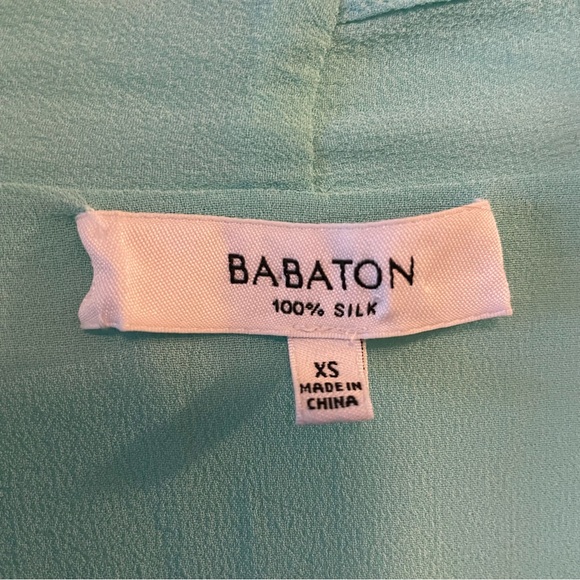 BABATON
100% SILK
XS
MADE IN
CHINA